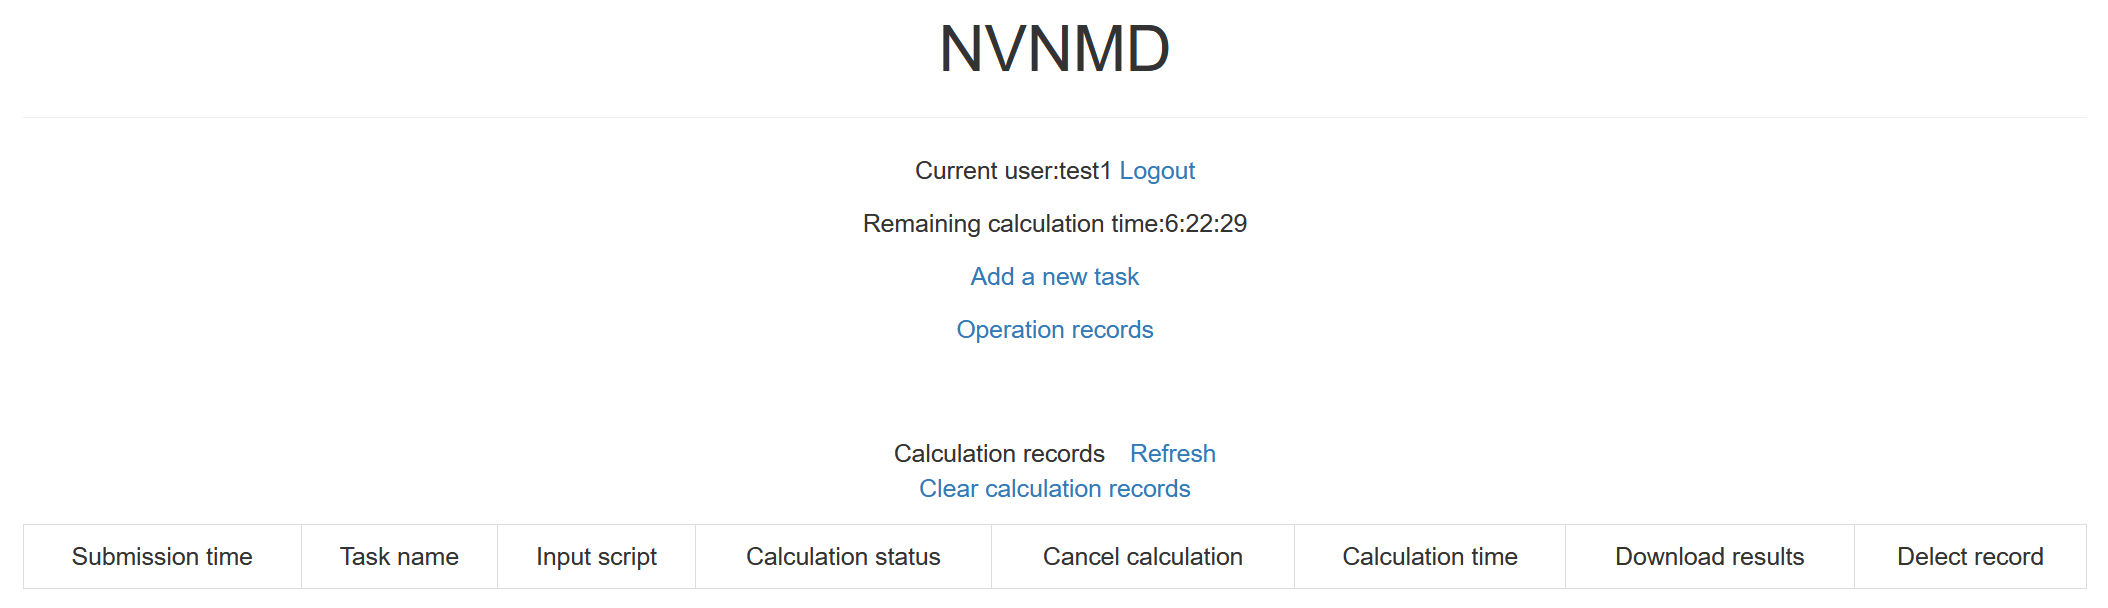 NVNMD
Current user:test1 Logout
Remaining calculation time:6:22:29
Add a new task
Operation records
Calculation records Refresh
Clear calculation records
Submission time Task name Input script Calculation status Cancel calculation Calculation time Download results Delect record